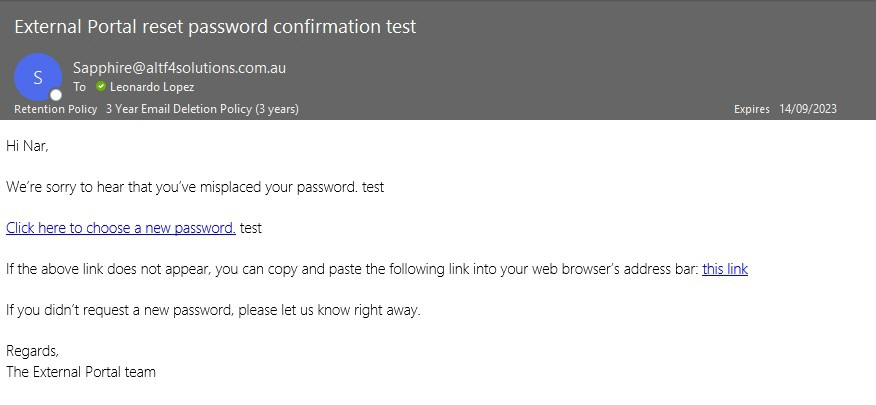 External Portal reset password confirmation test
S
Sapphire@altf4solutions.com.au
To Leonardo Lopez
Retention Policy 3 Year Email Deletion Policy (3 years) Expires 14/09/2023
Hi Nar,
We're sorry to hear that you've misplaced your password. test
Click here to choose a new password. test
If the above link does not appear, you can copy and paste the following link into your web browser's address bar: this link
If you didn't request a new password, please let us know right away.
Regards,
The External Portal team